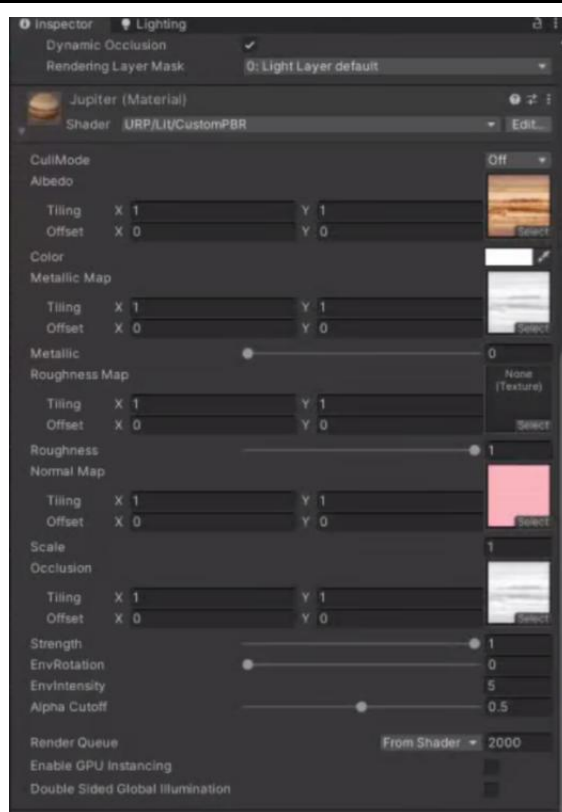 Inspector Lighting
Dynamic Occlusion
Rendering Layer Mask 0: Light Layer default
Jupiter (Material)
Shader URP/Lit/CustomPBR Edit...
CullMode Off
Albedo
Tiling X 1 Y 1
Offset X 0 Y 0 Select
Color
Metallic Map
Tiling X 1 Y 1
Offset X 0 Y 0 Select
Metallic 0
Roughness Map None
(Texture)
Tiling X 1 Y 1
Offset X 0 Y 0 Select
Roughness 1
Normal Map
Tiling X 1 Y 1
Offset X 0 Y 0 Select
Scale 1
Occlusion
Tiling X 1 Y 1
Offset X 0 Y 0 Select
Strength 1
EnvRotation 0
EnvIntensity 5
Alpha Cutoff 0.5
Render Queue From Shader 2000
Enable GPU Instancing
Double Sided Global Illumination